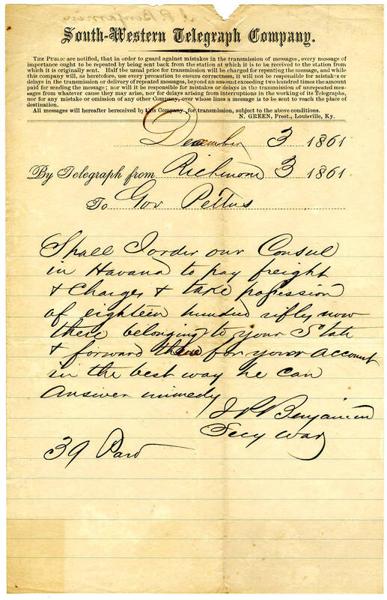 South-Western Telegraph Company.
THE PUBLIC are notified, that in order to guard against mistakes in the transmission of messages, every message of
importance ought to be repeated by being sent back from the station at which it is to be received to the station from
which it is originally sent. Half the usual price for transmission will be charged for repeating the message, and while
this company will, as heretofore, use every precaution to ensure correctness, it will not be responsible for mistakes or
delays in the transmission or delivery of repeated messages, beyond an amount exceeding two hundred times the amount
paid for sending the message; nor will it be responsible for mistakes or delays in the transmission of unrepeated messages
from whatever cause they may arise, nor for delays arising from interruptions in the working of its Telegraphs,
nor for any mistake or omission of any other Company, over whose lines a message is to be sent to reach the place of
destination.
All messages will hereafter be received by this Company, for transmission, subject to the above conditions.
N. GREEN, Prest., Louisville, Ky.
December 3 1861
By Telegraph from Richmond 3 1861
To Gov Pettus
Shall I order our Consul
in Havana to pay freight
& Charges & take possession
of eighteen hundred rifles now
there belonging to your State
& forward them for your account
in the best way he can
Answer immedy
J P Benjamin
Secy War
39 Paid